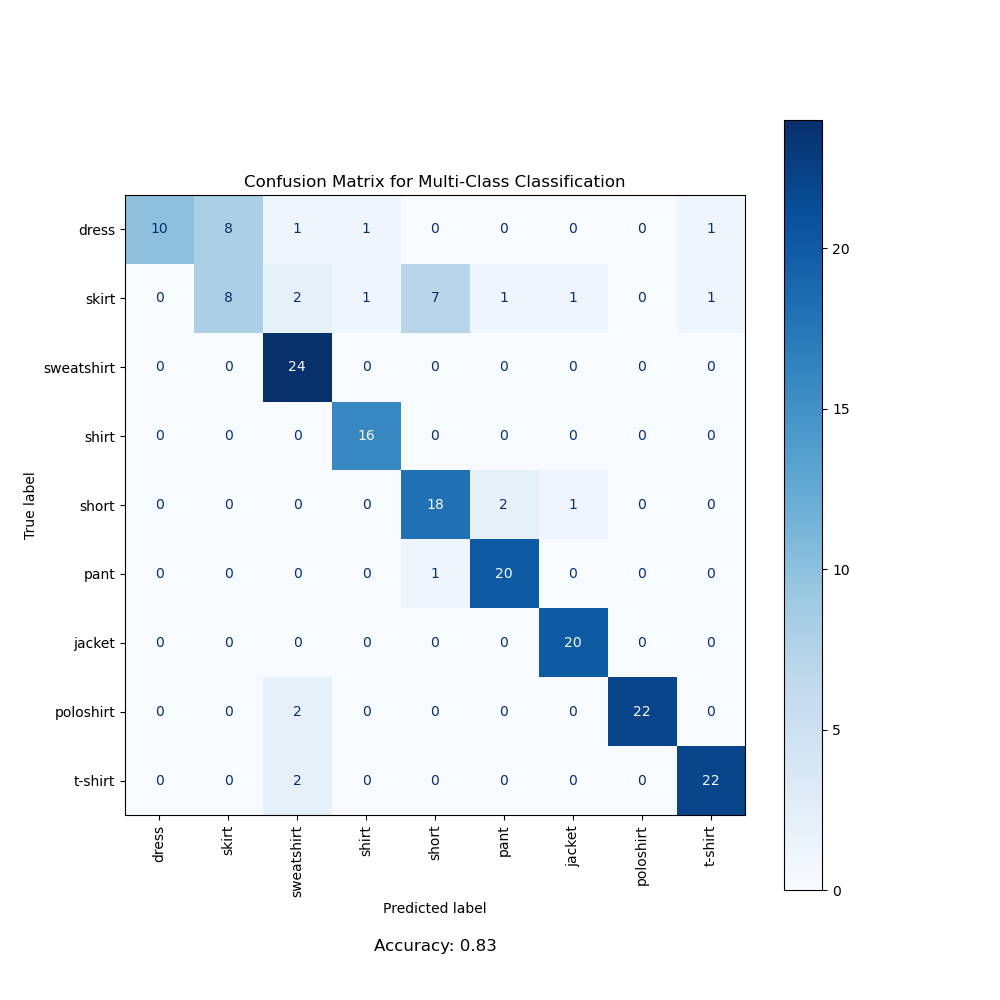 Confusion Matrix for Multi-Class Classification
dress 10 8 1 1 0 0 0 0 1
skirt 0 8 2 1 7 1 1 0 1
sweatshirt 0 0 24 0 0 0 0 0 0
shirt 0 0 0 16 0 0 0 0 0
short 0 0 0 0 18 2 1 0 0
pant 0 0 0 0 1 20 0 0 0
jacket 0 0 0 0 0 0 20 0 0
poloshirt 0 0 2 0 0 0 0 22 0
t-shirt 0 0 2 0 0 0 0 0 22
True label
dress skirt sweatshirt shirt short pant jacket poloshirt t-shirt
Predicted label
Accuracy: 0.83
20
15
10
5
0